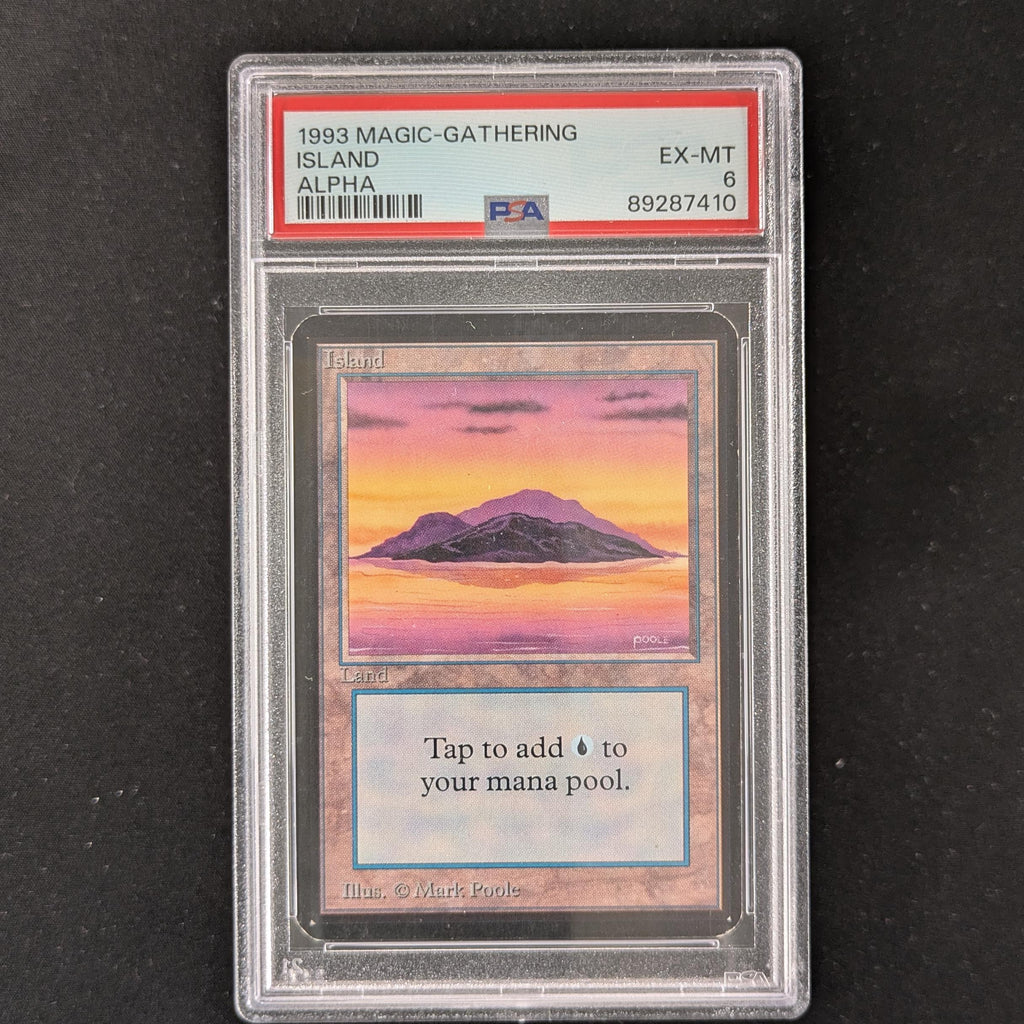 1993 MAGIC-GATHERING
ISLAND
EX-MT
ALPHA
6
PSA
89287410
Island
POOLE
Land
Tap to add to
your mana pool.
Illus. © Mark Poole
PSA